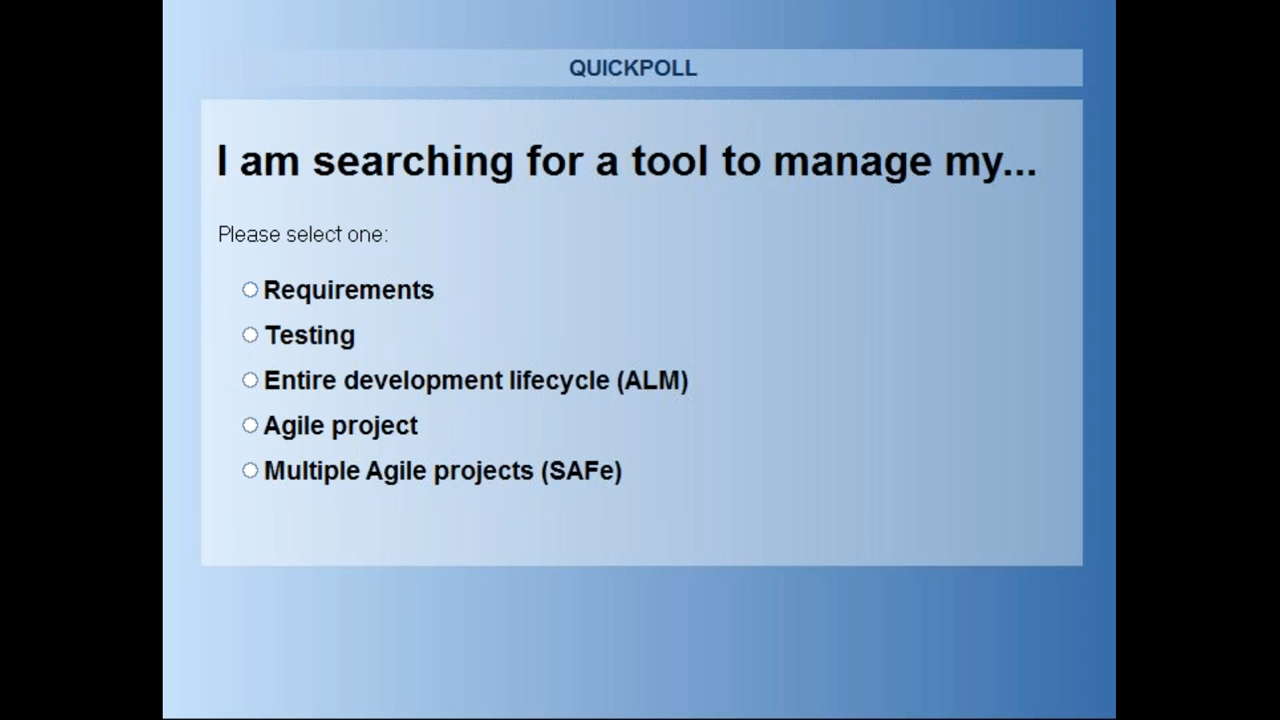 QUICKPOLL
I am searching for a tool to manage my...
Please select one:
Requirements
Testing
Entire development lifecycle (ALM)
Agile project
Multiple Agile projects (SAFe)